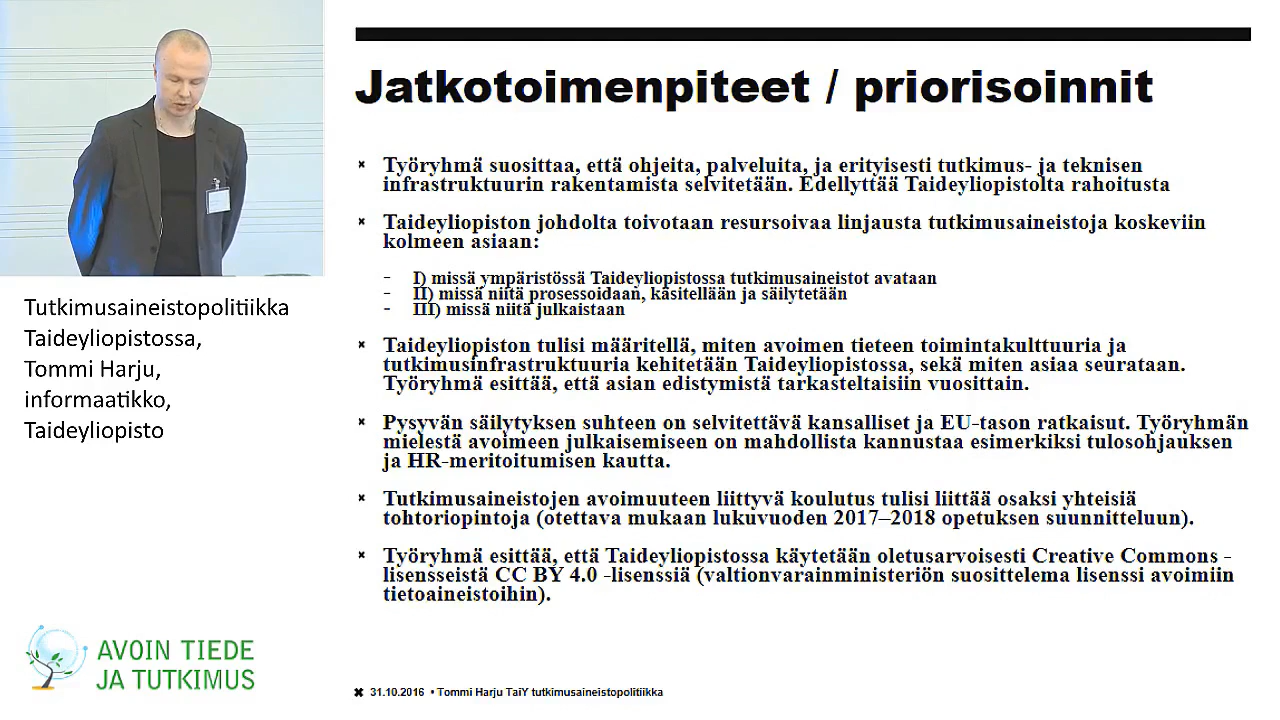 Jatkotoimenpiteet / priorisoinnit
Työryhmä suosittaa, että ohjeita, palveluita, ja erityisesti tutkimus- ja teknisen
infrastruktuurin rakentamista selvitetään. Edellyttää Taideyliopistolta rahoitusta
Taideyliopiston johdolta toivotaan resursoivaa linjausta tutkimusaineistoja koskeviin
kolmeen asiaan:
- I) missä ympäristössä Taideyliopistossa tutkimusaineistot avataan
- II) missä niitä prosessoidaan, käsitellään ja säilytetään
- III) missä niitä julkaistaan
Taideyliopiston tulisi määritellä, miten avoimen tieteen toimintakulttuuria ja
tutkimusinfrastruktuuria kehitetään Taideyliopistossa, sekä miten asiaa seurataan.
Työryhmä esittää, että asian edistymistä tarkasteltaisiin vuosittain.
Pysyvän säilytyksen suhteen on selvitettävä kansalliset ja EU-tason ratkaisut. Työryhmän
mielestä avoimeen julkaisemiseen on mahdollista kannustaa esimerkiksi tulosohjauksen
ja HR-meritoitumisen kautta.
Tutkimusaineistojen avoimuuteen liittyvä koulutus tulisi liittää osaksi yhteisiä
tohtoriopintoja (otettava mukaan lukuvuoden 2017–2018 opetuksen suunnitteluun).
Työryhmä esittää, että Taideyliopistossa käytetään oletusarvoisesti Creative Commons -
lisensseistä CC BY 4.0 -lisenssiä (valtionvarainministeriön suosittelema lisenssi avoimiin
tietoaineistoihin).
31.10.2016 • Tommi Harju TaiY tutkimusaineistopolitiikka
Tutkimusaineistopolitiikka
Taideyliopistossa,
Tommi Harju,
informaatikko,
Taideyliopisto
AVOIN TIEDE
JA TUTKIMUS